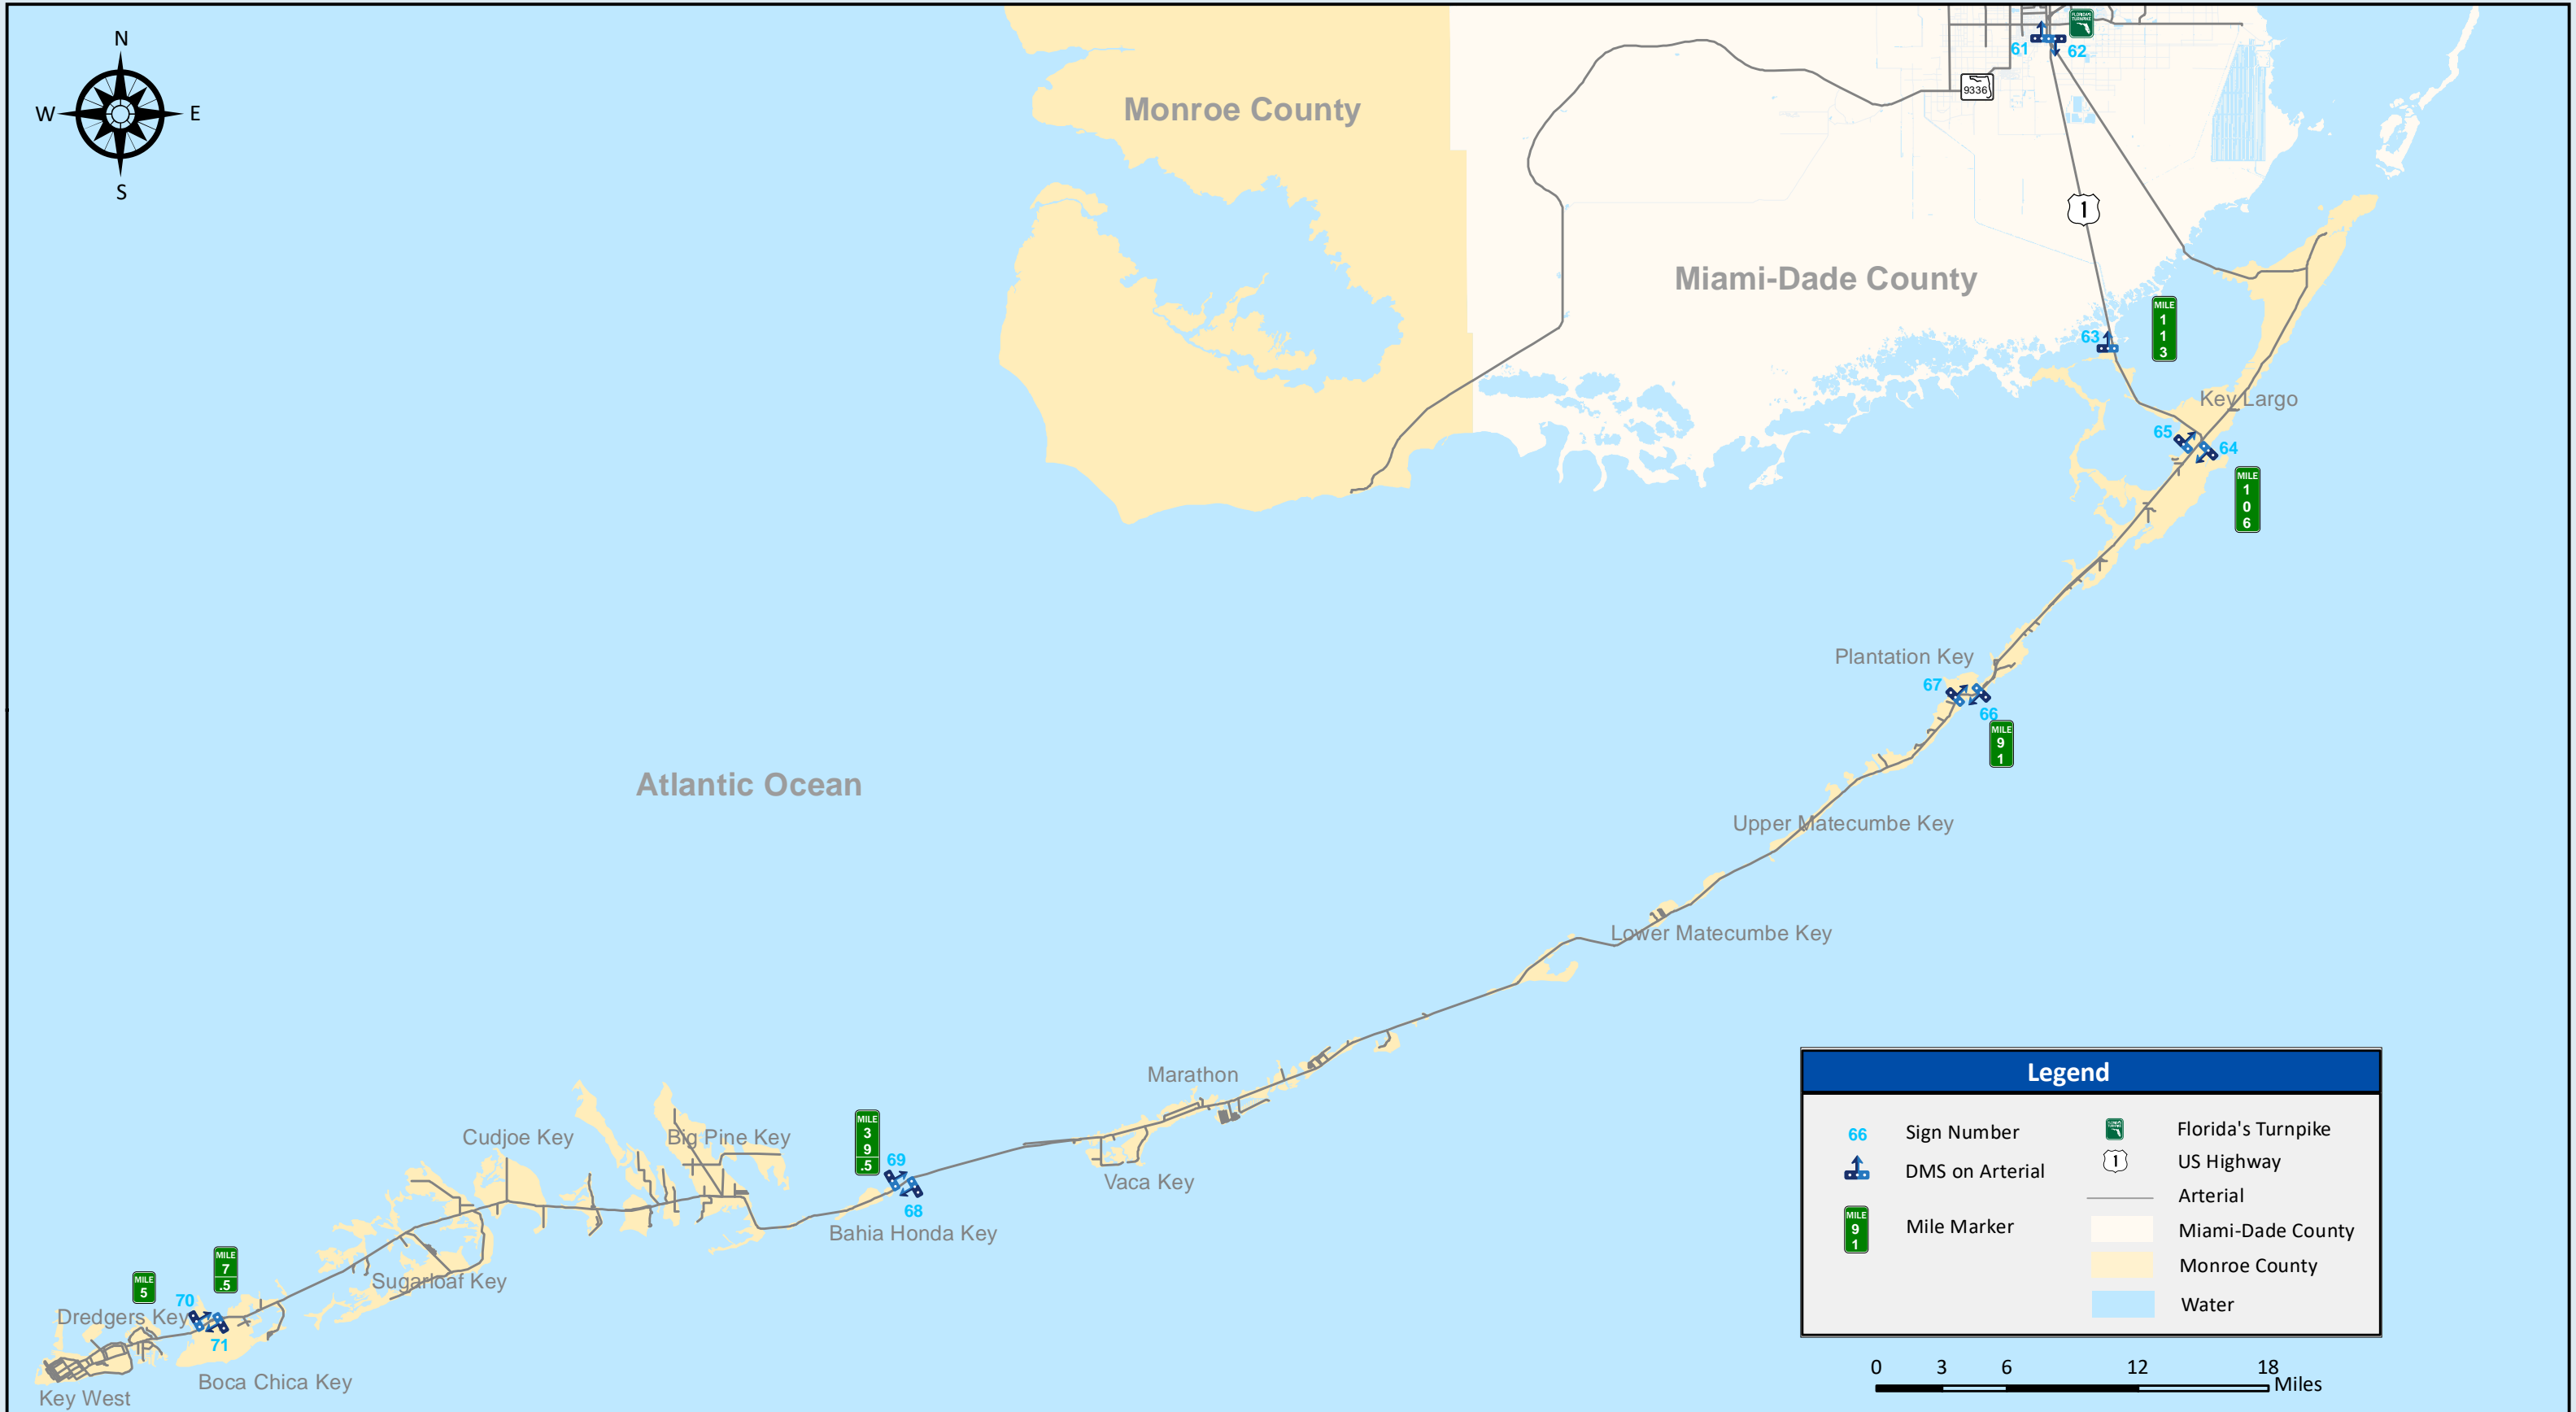 N
W
E
S
FLORIDA'S
TURNPIKE
61
62
9336
Monroe County
1
Miami-Dade County
63
MILE
1
1
3
Key Largo
65
64
MILE
1
0
6
Plantation Key
67
66
MILE
9
1
Atlantic Ocean
Upper Matecumbe Key
Lower Matecumbe Key
Marathon
Vaca Key
MILE
3
9
.5
69
68
Bahia Honda Key
Big Pine Key
Cudjoe Key
Sugarloaf Key
MILE
7
.5
MILE
5
70
71
Dredgers Key
Boca Chica Key
Key West
Legend
66
Sign Number
DMS on Arterial
MILE
9
1
Mile Marker
Florida's Turnpike
1
US Highway
Arterial
Miami-Dade County
Monroe County
Water
0 3 6 12 18
Miles